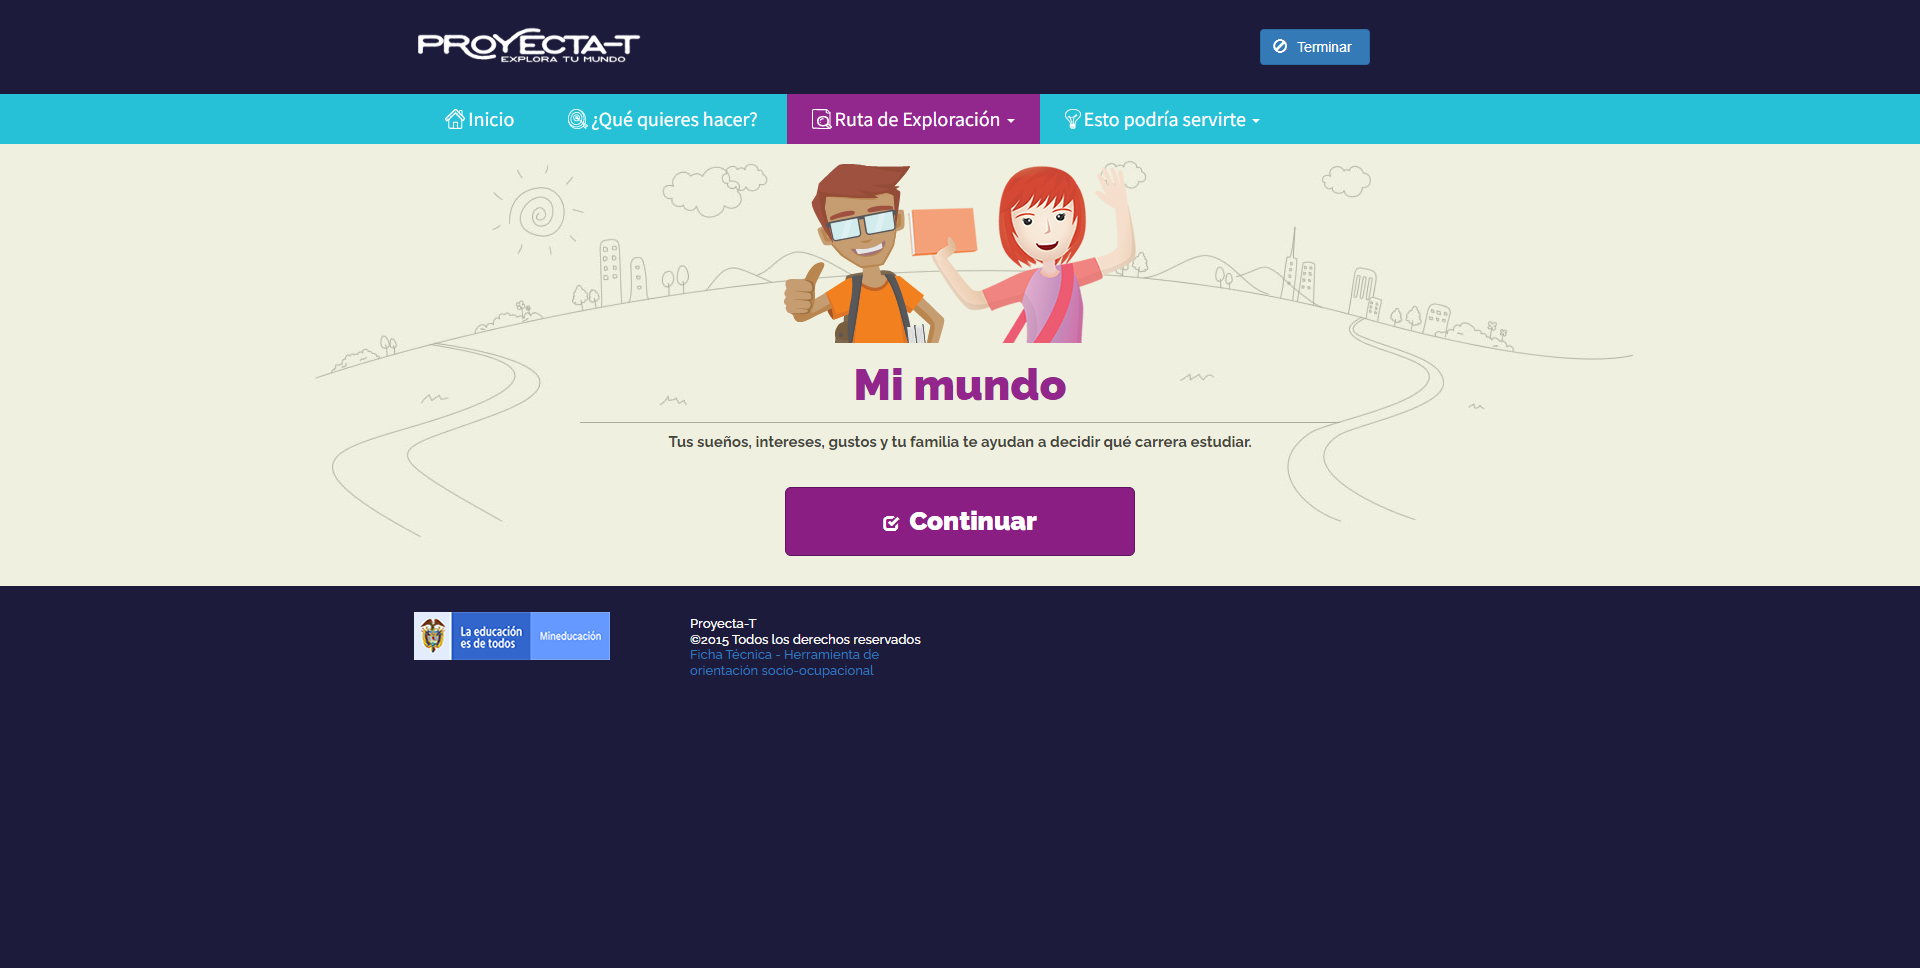 PROYECTA-T
EXPLORA TU MUNDO
Terminar
Inicio
¿Qué quieres hacer?
Ruta de Exploración
Esto podría servirte
Mi mundo
Tus sueños, intereses, gustos y tu familia te ayudan a decidir qué carrera estudiar.
Continuar
La educación
es de todos
Mineducación
Proyecta-T
©2015 Todos los derechos reservados
Ficha Técnica - Herramienta de
orientación socio-ocupacional